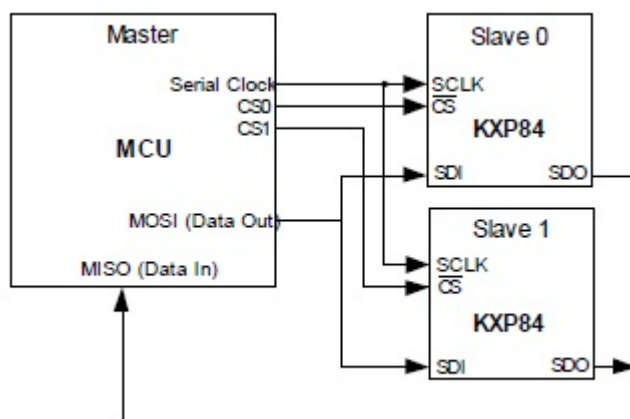 Master
Serial Clock
CS0
CS1
MCU
MOSI (Data Out)
MISO (Data In)
Slave 0
SCLK
CS
KXP84
SDI SDO
Slave 1
SCLK
CS
KXP84
SDI SDO